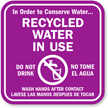 In Order to Conserve Water...
RECYCLED
WATER
IN USE
DO NOT
DRINK
NO TOME
EL AGUA
WASH HANDS AFTER CONTACT
LAVESE LAS MANOS DESPUES DE TOCAR